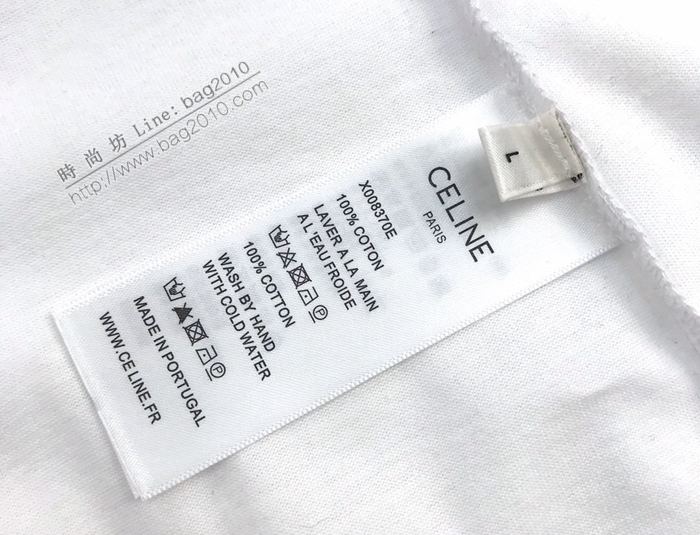 時尚坊 Line: bag2010
http://www.bag2010.com
L
CELINE
PARIS
X008370E
100% COTON
LAVER A LA MAIN
A L'EAU FROIDE
100% COTTON
WASH BY HAND
WITH COLD WATER
MADE IN PORTUGAL
WWW.CELINE.FR